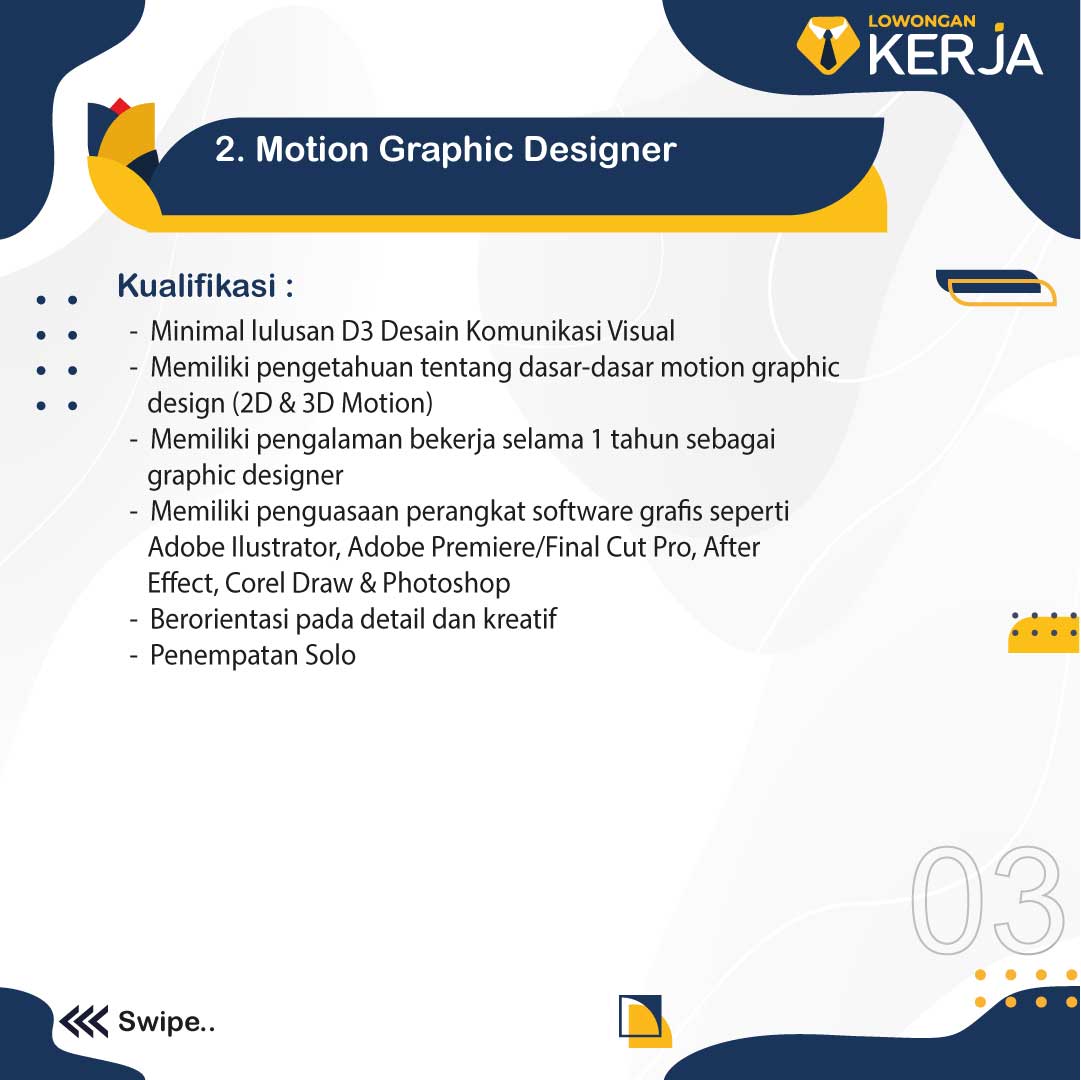 LOWONGAN
KERJA
2. Motion Graphic Designer
Kualifikasi :
- Minimal lulusan D3 Desain Komunikasi Visual
- Memiliki pengetahuan tentang dasar-dasar motion graphic
design (2D & 3D Motion)
- Memiliki pengalaman bekerja selama 1 tahun sebagai
graphic designer
- Memiliki penguasaan perangkat software grafis seperti
Adobe Ilustrator, Adobe Premiere/Final Cut Pro, After
Effect, Corel Draw & Photoshop
- Berorientasi pada detail dan kreatif
- Penempatan Solo
03
Swipe..